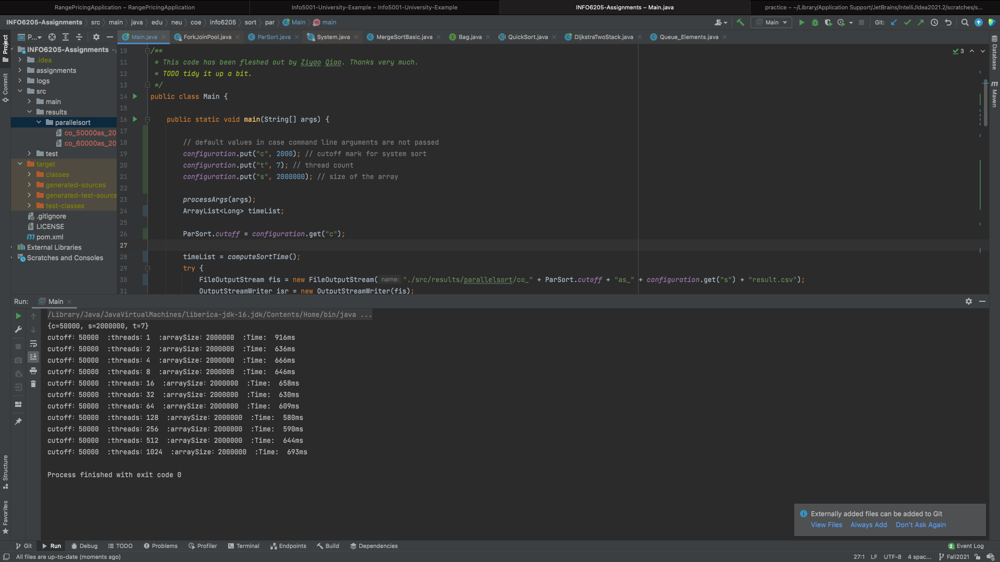 RangePricingApplication – RangePricingApplication
Info5001-University-Example – Info5001-University-Example
INFO6205-Assignments – Main.java
practice – ~/Library/Application Support/JetBrains/IntelliJIdea2021.2/scratches/s...
INFO6205-Assignments src main java edu neu coe info6205 sort par Main main
Main Git:
Project
Commit
Structure
Favorites
P...
Main.java ForkJoinPool.java ParSort.java System.java MergeSortBasic.java Bag.java QuickSort.java DijkstraTwoStack.java Queue_Elements.java
INFO6205-Assignments ~
.idea
assignments
logs
src
main
results
parallelsort
co_50000as_20
co_60000as_20
test
target
classes
generated-sources
generated-test-source
test-classes
.gitignore
LICENSE
pom.xml
External Libraries
Scratches and Consoles
10 /**
11 * This code has been fleshed out by Ziyao Qiao. Thanks very much.
12 * TODO tidy it up a bit.
13 */
14 public class Main {
15
16 public static void main(String[] args) {
17
18 // default values in case command line arguments are not passed
19 configuration.put("c", 2000); // cutoff mark for system sort
20 configuration.put("t", 7); // thread count
21 configuration.put("s", 2000000); // size of the array
22
23 processArgs(args);
24 ArrayList<Long> timeList;
25
26 ParSort.cutoff = configuration.get("c");
27
28 timeList = computeSortTime();
29 try {
30 FileOutputStream fis = new FileOutputStream( name: "./src/results/parallelsort/co_" + ParSort.cutoff + "as_" + configuration.get("s") + "result.csv");
31 OutputStreamWriter isr = new OutputStreamWriter(fis);
3
Database
Maven
Run: Main
/Library/Java/JavaVirtualMachines/liberica-jdk-16.jdk/Contents/Home/bin/java ...
{c=50000, s=2000000, t=7}
cutoff: 50000 :threads: 1 :arraySize: 2000000 :Time: 916ms
cutoff: 50000 :threads: 2 :arraySize: 2000000 :Time: 636ms
cutoff: 50000 :threads: 4 :arraySize: 2000000 :Time: 666ms
cutoff: 50000 :threads: 8 :arraySize: 2000000 :Time: 646ms
cutoff: 50000 :threads: 16 :arraySize: 2000000 :Time: 658ms
cutoff: 50000 :threads: 32 :arraySize: 2000000 :Time: 630ms
cutoff: 50000 :threads: 64 :arraySize: 2000000 :Time: 609ms
cutoff: 50000 :threads: 128 :arraySize: 2000000 :Time: 580ms
cutoff: 50000 :threads: 256 :arraySize: 2000000 :Time: 590ms
cutoff: 50000 :threads: 512 :arraySize: 2000000 :Time: 644ms
cutoff: 50000 :threads: 1024 :arraySize: 2000000 :Time: 693ms
Process finished with exit code 0
Externally added files can be added to Git
View Files Always Add Don't Ask Again
Git Run Debug TODO Problems Profiler Terminal Endpoints Build Dependencies 2 Event Log
All files are up-to-date (moments ago) 27:1 LF UTF-8 4 spac... Fall2021